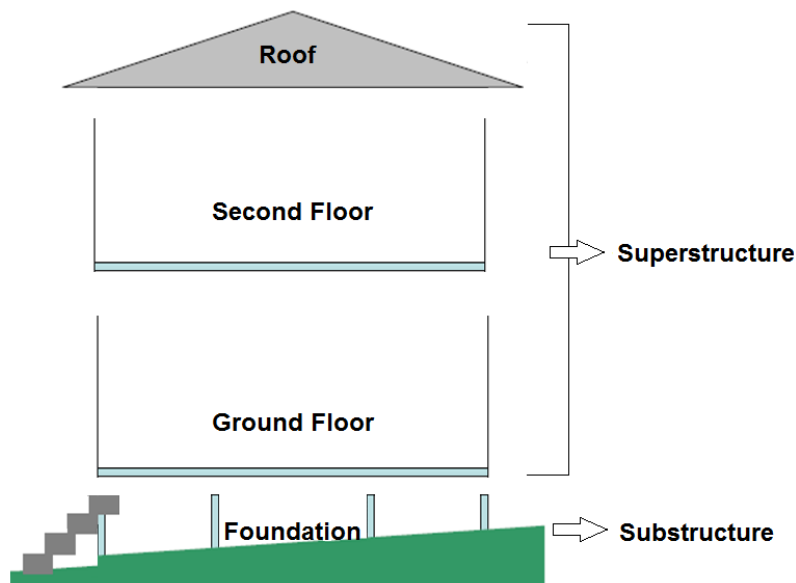 Roof
Second Floor
Superstructure
Ground Floor
Foundation
Substructure